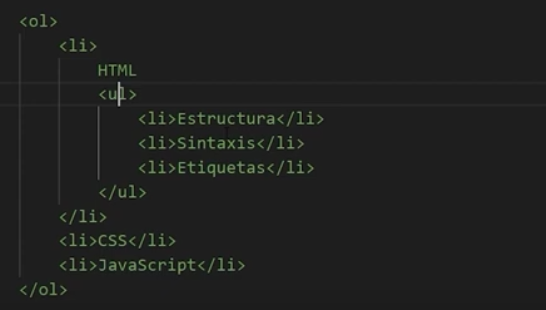 <ol>
<li>
HTML
<ul>
<li>Estructura</li>
<li>Sintaxis</li>
<li>Etiquetas</li>
</ul>
</li>
<li>CSS</li>
<li>JavaScript</li>
</ol>